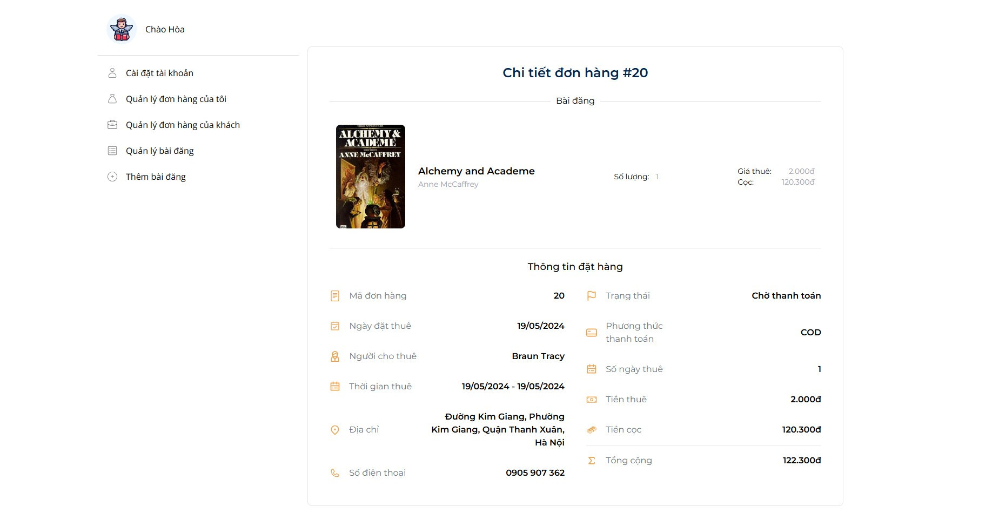 Chào Hòa
Cài đặt tài khoản
Quản lý đơn hàng của tôi
Quản lý đơn hàng của khách
Quản lý bài đăng
Thêm bài đăng
Chi tiết đơn hàng #20
Bài đăng
THEIR APPRENTICES
ALCHEMY &
ACADEME
SELECTED BY
ANNE McCAFFREY
Alchemy and Academe
Anne McCaffrey
Số lượng: 1
Giá thuê: 2.000đ
Cọc: 120.300đ
Thông tin đặt hàng
Mã đơn hàng 20
Ngày đặt thuê 19/05/2024
Người cho thuê Braun Tracy
Thời gian thuê 19/05/2024 - 19/05/2024
Địa chỉ
Đường Kim Giang, Phường
Kim Giang, Quận Thanh Xuân,
Hà Nội
Số điện thoại 0905 907 362
Trạng thái Chờ thanh toán
Phương thức
thanh toán
COD
Số ngày thuê 1
Tiền thuê 2.000đ
Tiền cọc 120.300đ
Tổng cộng 122.300đ